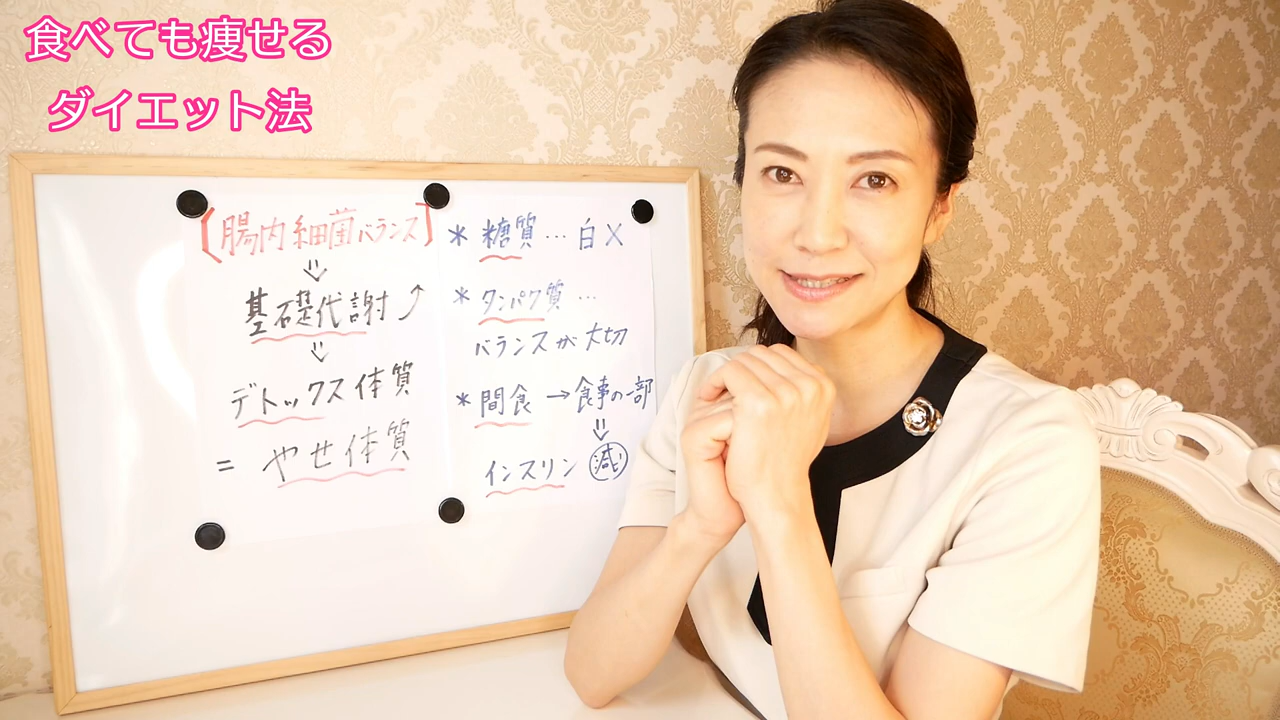 食べても痩せる
ダイエット法
【腸内細菌バランス】
⇓
基礎代謝⤴
⇓
デトックス体質
= やせ体質
* 糖質…白×
* タンパク質…
バランスが大切
* 間食→食事の一部
⇓
インスリン減